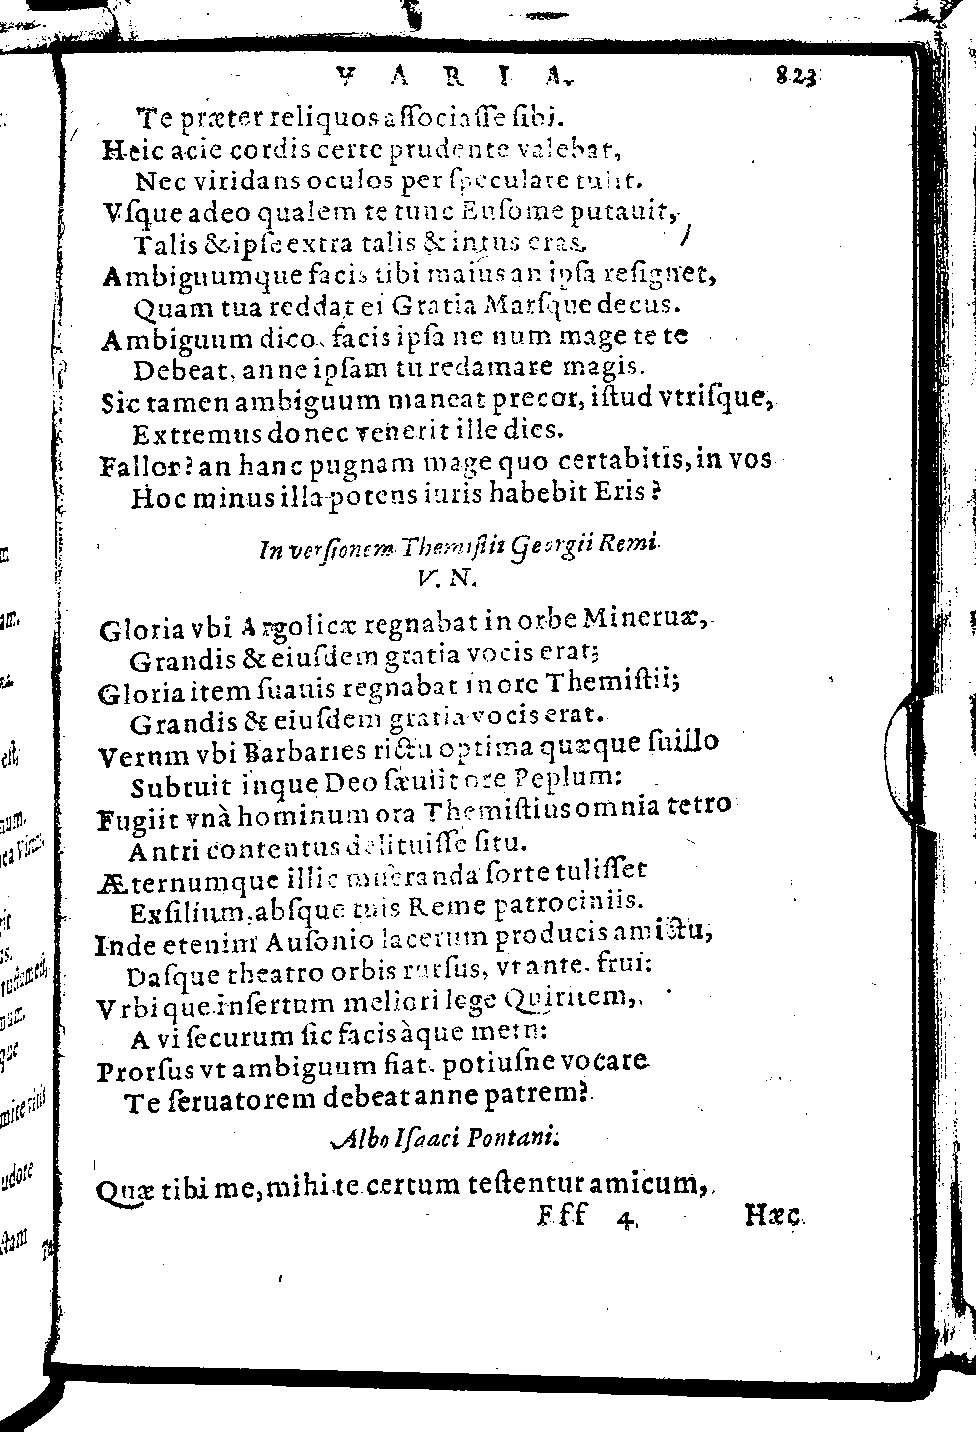 VARIA. 823
Te præter reliquos aſſociaſſe ſibi.
Heic acie cordis certe prudente valebat,
Nec viridans oculos per ſpeculare tulit.
Vſque adeo qualem te tunc Euſome putauit,
Talis & ipſe extra talis & intus eras.
Ambiguumque facis tibi maius an ipſa reſignet,
Quam tua reddat ei Gratia Marſque decus.
Ambiguum dico, facis ipſa ne num mage te te
Debeat, anne ipſam tu redamare magis.
Sic tamen ambiguum maneat precor, iſtud vtriſque,
Extremus donec venerit ille dies.
Fallor? an hanc pugnam mage quo certabitis, in vos
Hoc minus illa potens iuris habebit Eris?
In verſionem Themiſtii Georgii Remi
V. N.
Gloria vbi Argolicæ regnabat in orbe Mineruæ,
Grandis & eiuſdem gratia vocis erat;
Gloria item ſuauis regnabat in ore Themiſtii;
Grandis & eiuſdem gratia vocis erat.
Verum vbi Barbaries rictu optima quæque ſuillo
Subruit inque Deo ſæuiit ore Peplum:
Fugiit vnà hominum ora Themiſtius omnia tetro
Antri contentus delituiſſe ſitu.
Æternumque illic miſeranda ſorte tuliſſet
Exſilium, abſque tuis Reme patrociniis.
Inde etenim Auſonio lacerum producis amictu,
Daſque theatro orbis rurſus, vt ante, frui:
Vrbique inſertum meliori lege Quiritem,
A vi ſecurum ſic facis àque metu:
Prorſus vt ambiguum fiat, potiuſne vocare
Te ſeruatorem debeat anne patrem?
Albo Iſaaci Pontani.
Quæ tibi me, mihi te certum teſtentur amicum,
Fff 4. Hæc